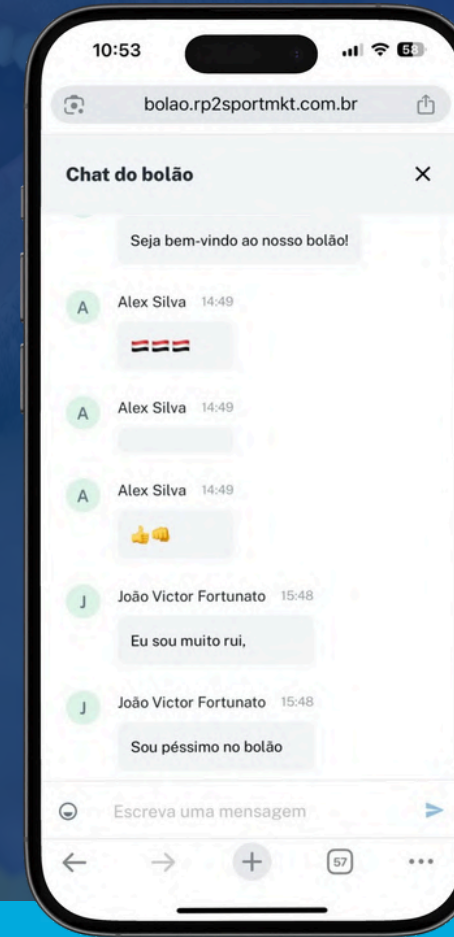 10:53
58
bolao.rp2sportmkt.com.br
Chat do bolão
Seja bem-vindo ao nosso bolão!
A
Alex Silva 14:49
🇾🇪🇾🇪🇾🇪
A
Alex Silva 14:49
A
Alex Silva 14:49
👍👊
J
João Victor Fortunato 15:48
Eu sou muito rui,
J
João Victor Fortunato 15:48
Sou péssimo no bolão
Escreva uma mensagem
57